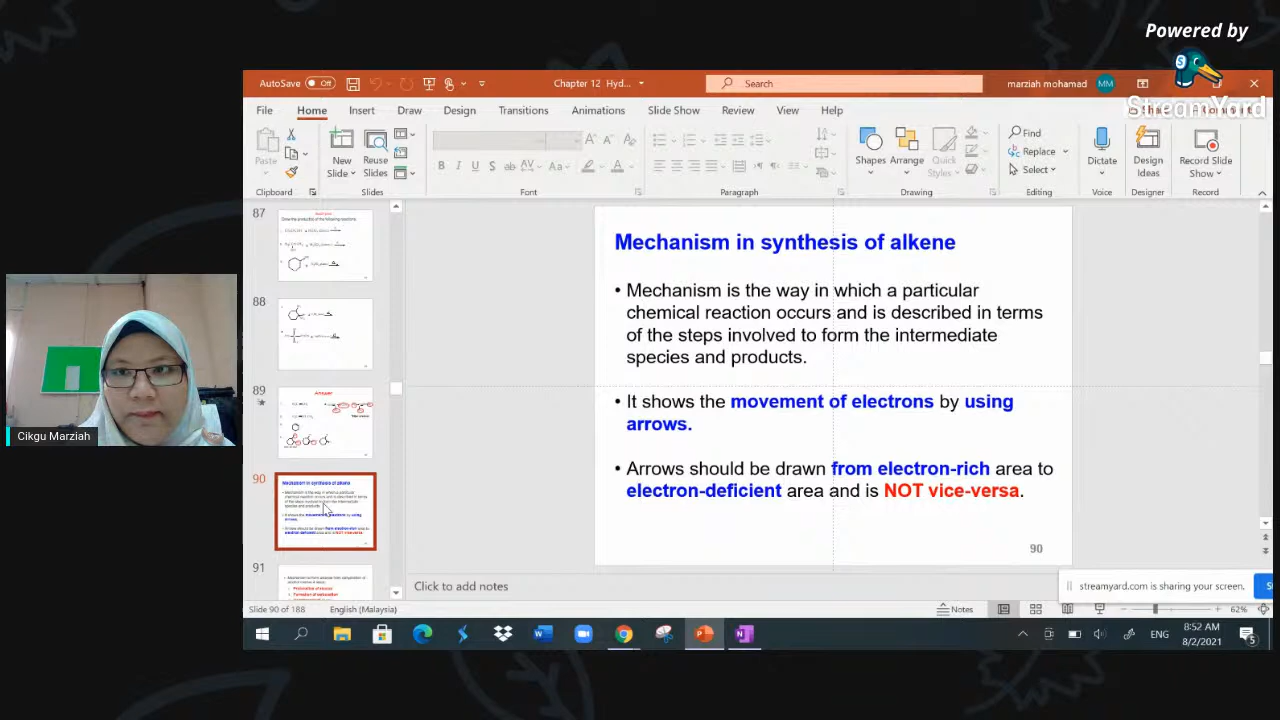 Powered by
StreamYard
AutoSave Off
Chapter 12 Hyd...
Search
marziah mohamad MM
File Home Insert Draw Design Transitions Animations Slide Show Review View Help
Paste
New
Slide
Reuse
Slides
Shapes Arrange Quick
Styles
Find
Replace
Select
Dictate
Design
Ideas
Record Slide
Show
Clipboard Slides Font Paragraph Drawing Editing Voice Designer Record
87
88
89
Answer
90
Mechanism in synthesis of alkene
91
Mechanism in synthesis of alkene
• Mechanism is the way in which a particular
chemical reaction occurs and is described in terms
of the steps involved to form the intermediate
species and products.
• It shows the movement of electrons by using
arrows.
• Arrows should be drawn from electron-rich area to
electron-deficient area and is NOT vice-versa.
90
Cikgu Marziah
Click to add notes
streamyard.com is sharing your screen.
Slide 90 of 188 English (Malaysia) Notes 62%
ENG
8:52 AM
8/2/2021
5